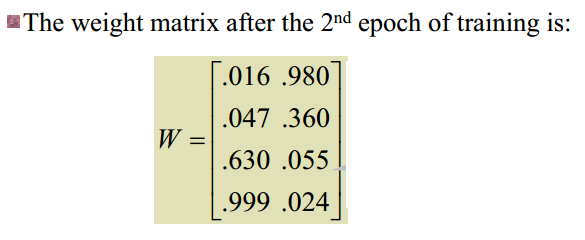 The weight matrix after the 2nd epoch of training is:
W =
.016 .980
.047 .360
.630 .055
.999 .024